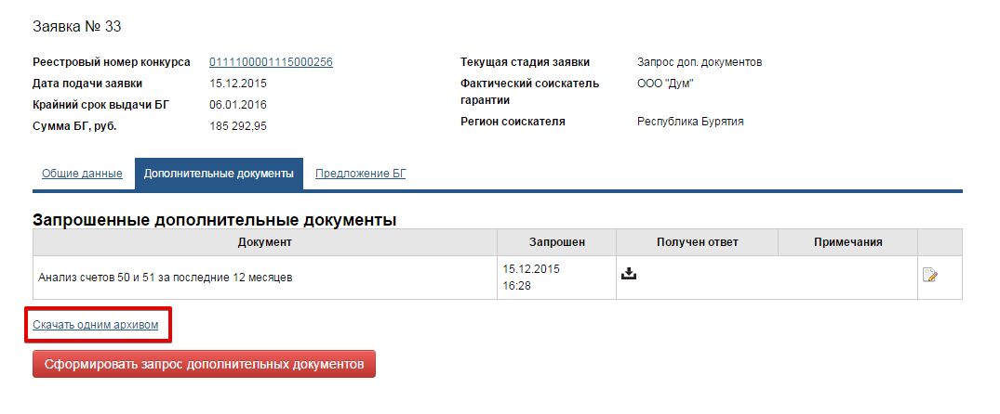 Заявка № 33
Реестровый номер конкурса 0111100001115000256
Дата подачи заявки 15.12.2015
Крайний срок выдачи БГ 06.01.2016
Сумма БГ, руб. 185 292,95
Текущая стадия заявки Запрос доп. документов
Фактический соискатель ООО "Дум"
гарантии
Регион соискателя Республика Бурятия
Общие данные Дополнительные документы Предложение БГ
Запрошенные дополнительные документы
Документ Запрошен Получен ответ Примечания
Анализ счетов 50 и 51 за последние 12 месяцев 15.12.2015
16:28
Скачать одним архивом
Сформировать запрос дополнительных документов